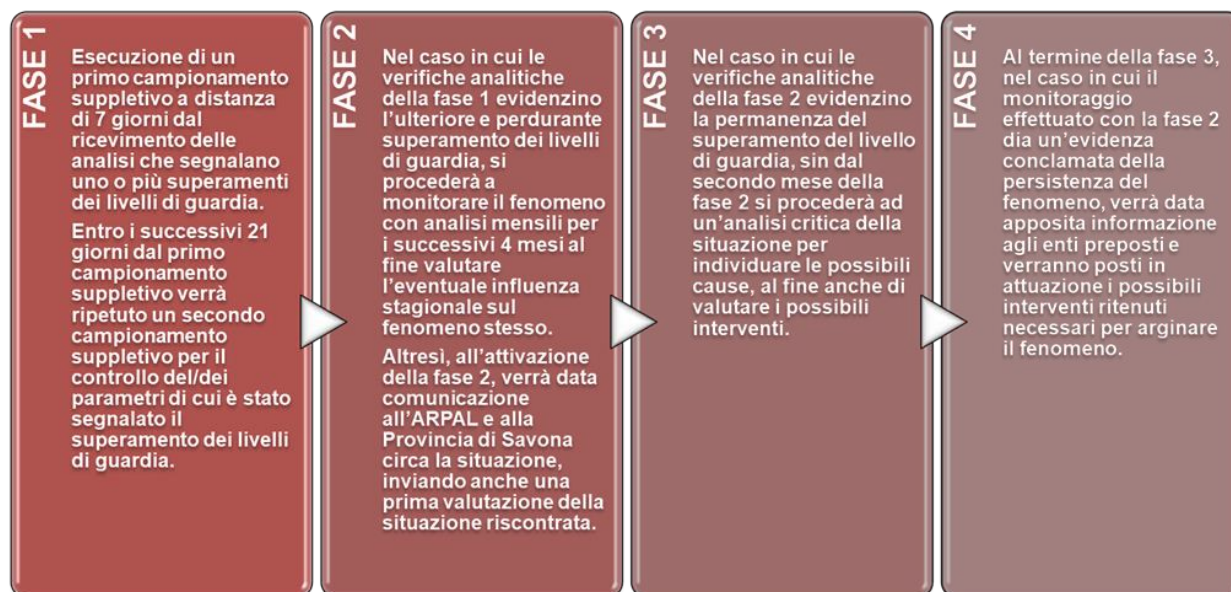 FASE 1
Esecuzione di un
primo campionamento
suppletivo a distanza
di 7 giorni dal
ricevimento delle
analisi che segnalano
uno o più superamenti
dei livelli di guardia.
Entro i successivi 21
giorni dal primo
campionamento
suppletivo verrà
ripetuto un secondo
campionamento
suppletivo per il
controllo del/dei
parametri di cui è stato
segnalato il
superamento dei livelli
di guardia.
FASE 2
Nel caso in cui le
verifiche analitiche
della fase 1 evidenzino
l'ulteriore e perdurante
superamento dei livelli
di guardia, si
procederà a
monitorare il fenomeno
con analisi mensili per
i successivi 4 mesi al
fine valutare
l'eventuale influenza
stagionale sul
fenomeno stesso.
Altresì, all'attivazione
della fase 2, verrà data
comunicazione
all'ARPAL e alla
Provincia di Savona
circa la situazione,
inviando anche una
prima valutazione della
situazione riscontrata.
FASE 3
Nel caso in cui le
verifiche analitiche
della fase 2 evidenzino
la permanenza del
superamento del livello
di guardia, sin dal
secondo mese della
fase 2 si procederà ad
un'analisi critica della
situazione per
individuare le possibili
cause, al fine anche di
valutare i possibili
interventi.
FASE 4
Al termine della fase 3,
nel caso in cui il
monitoraggio
effettuato con la fase 2
dia un'evidenza
conclamata della
persistenza del
fenomeno, verrà data
apposita informazione
agli enti preposti e
verranno posti in
attuazione i possibili
interventi ritenuti
necessari per arginare
il fenomeno.